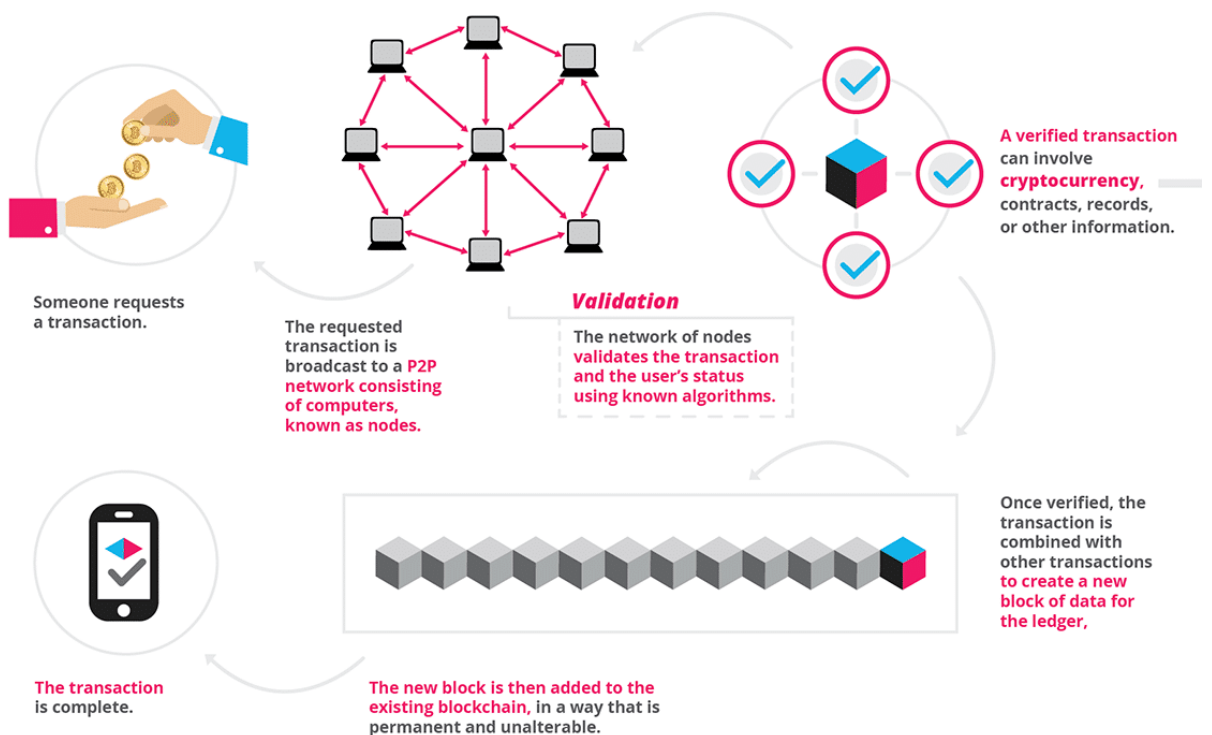 Someone requests
a transaction.
The requested
transaction is
broadcast to a P2P
network consisting
of computers,
known as nodes.
Validation
The network of nodes
validates the transaction
and the user’s status
using known algorithms.
A verified transaction
can involve
cryptocurrency,
contracts, records,
or other information.
Once verified, the
transaction is
combined with
other transactions
to create a new
block of data for
the ledger,
The new block is then added to the
existing blockchain, in a way that is
permanent and unalterable.
The transaction
is complete.